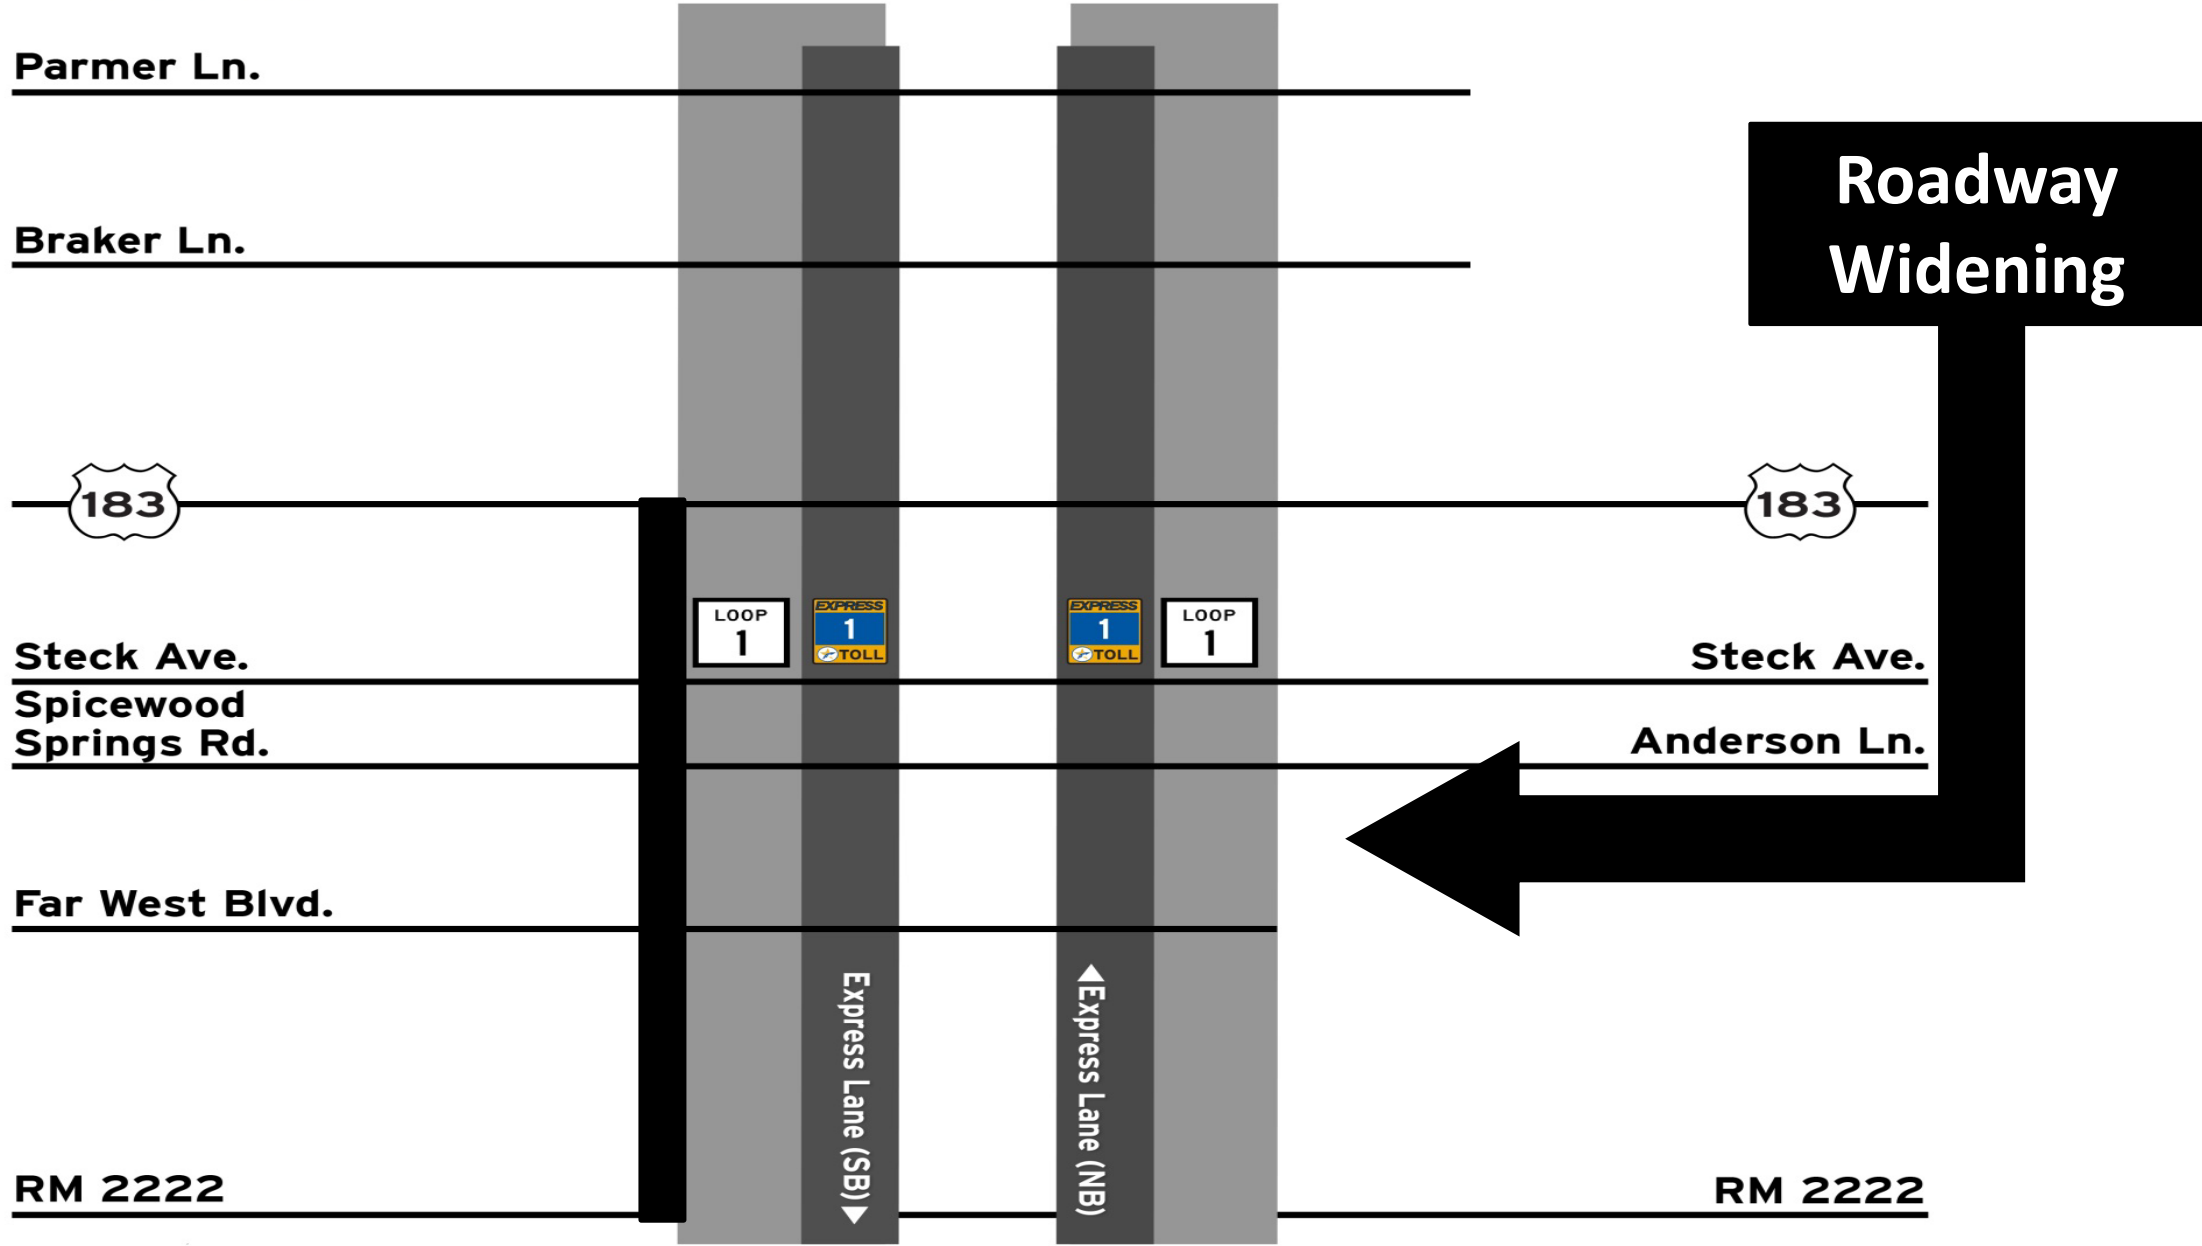 Parmer Ln.
Braker Ln.
Roadway
Widening
183
183
LOOP
1
EXPRESS
1
TOLL
EXPRESS
1
TOLL
LOOP
1
Steck Ave.
Steck Ave.
Spicewood
Springs Rd.
Anderson Ln.
Far West Blvd.
Express Lane (SB)
Express Lane (NB)
RM 2222
RM 2222